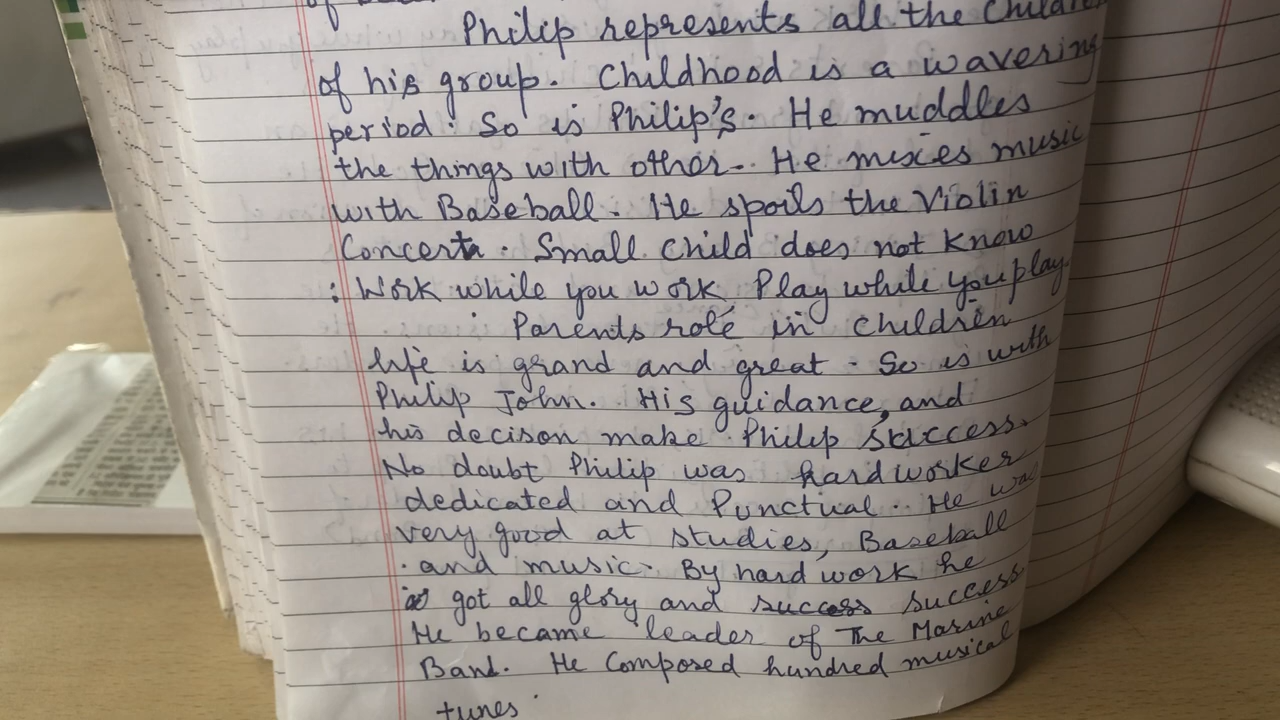 of
Philip represents all the Children
of his group. Childhood is a wavering
period. So is Philip's. He muddles
the things with other. He mixes music
with Baseball. He spoils the Violin
Concert. Small child does not know
: Work while you work Play while you play.
Parents role in children
life is grand and great. So is with
Philip John. His guidance, and
his decison make Philip success.
No doubt Philip was hardworker
dedicated and Punctual. He was
very good at studies, Baseball
and music. By hard work he
got all glory and success success
He became leader of The Marine
Band. He Composed hundred musical
tunes